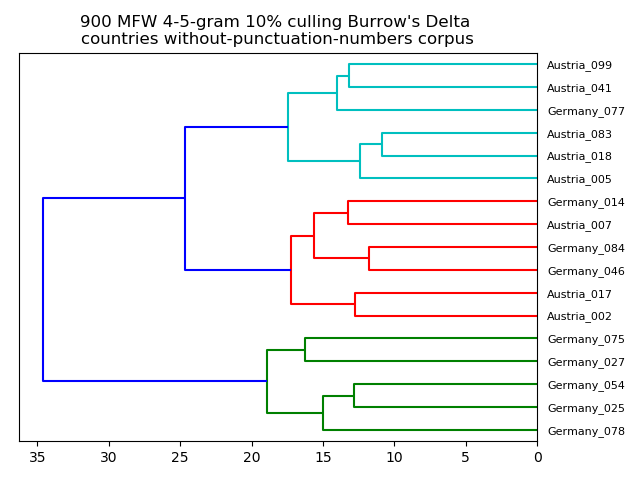 900 MFW 4-5-gram 10% culling Burrow's Delta
countries without-punctuation-numbers corpus
Austria_099
Austria_041
Germany_077
Austria_083
Austria_018
Austria_005
Germany_014
Austria_007
Germany_084
Germany_046
Austria_017
Austria_002
Germany_075
Germany_027
Germany_054
Germany_025
Germany_078
35 30 25 20 15 10 5 0